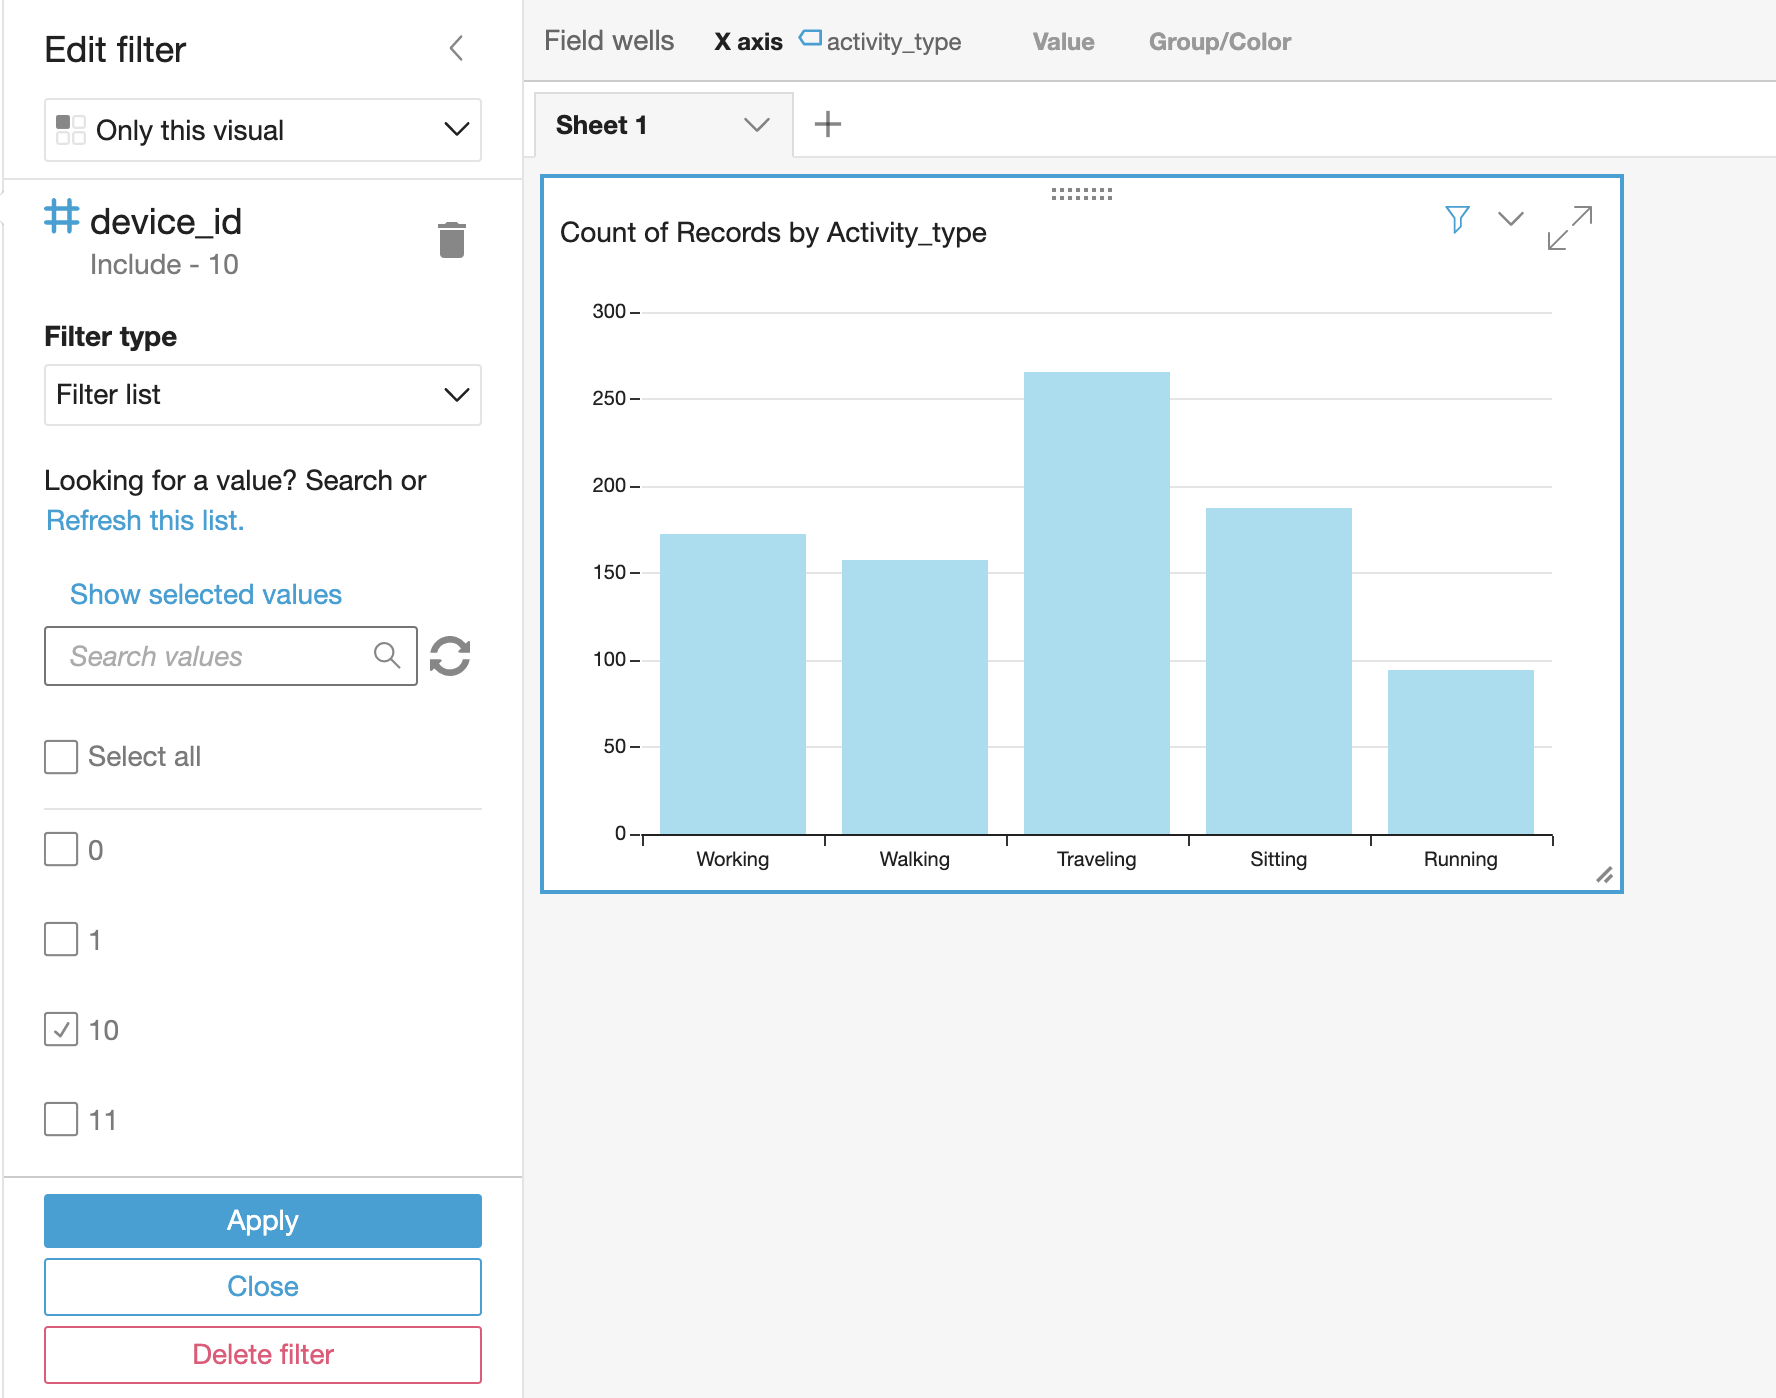 Edit filter
Only this visual
device_id
Include - 10
Filter type
Filter list
Looking for a value? Search or
Refresh this list.
Show selected values
Search values
Select all
0
1
10
11
Apply
Close
Delete filter
Field wells X axis activity_type Value Group/Color
Sheet 1
Count of Records by Activity_type
300
250
200
150
100
50
0
Working Walking Traveling Sitting Running